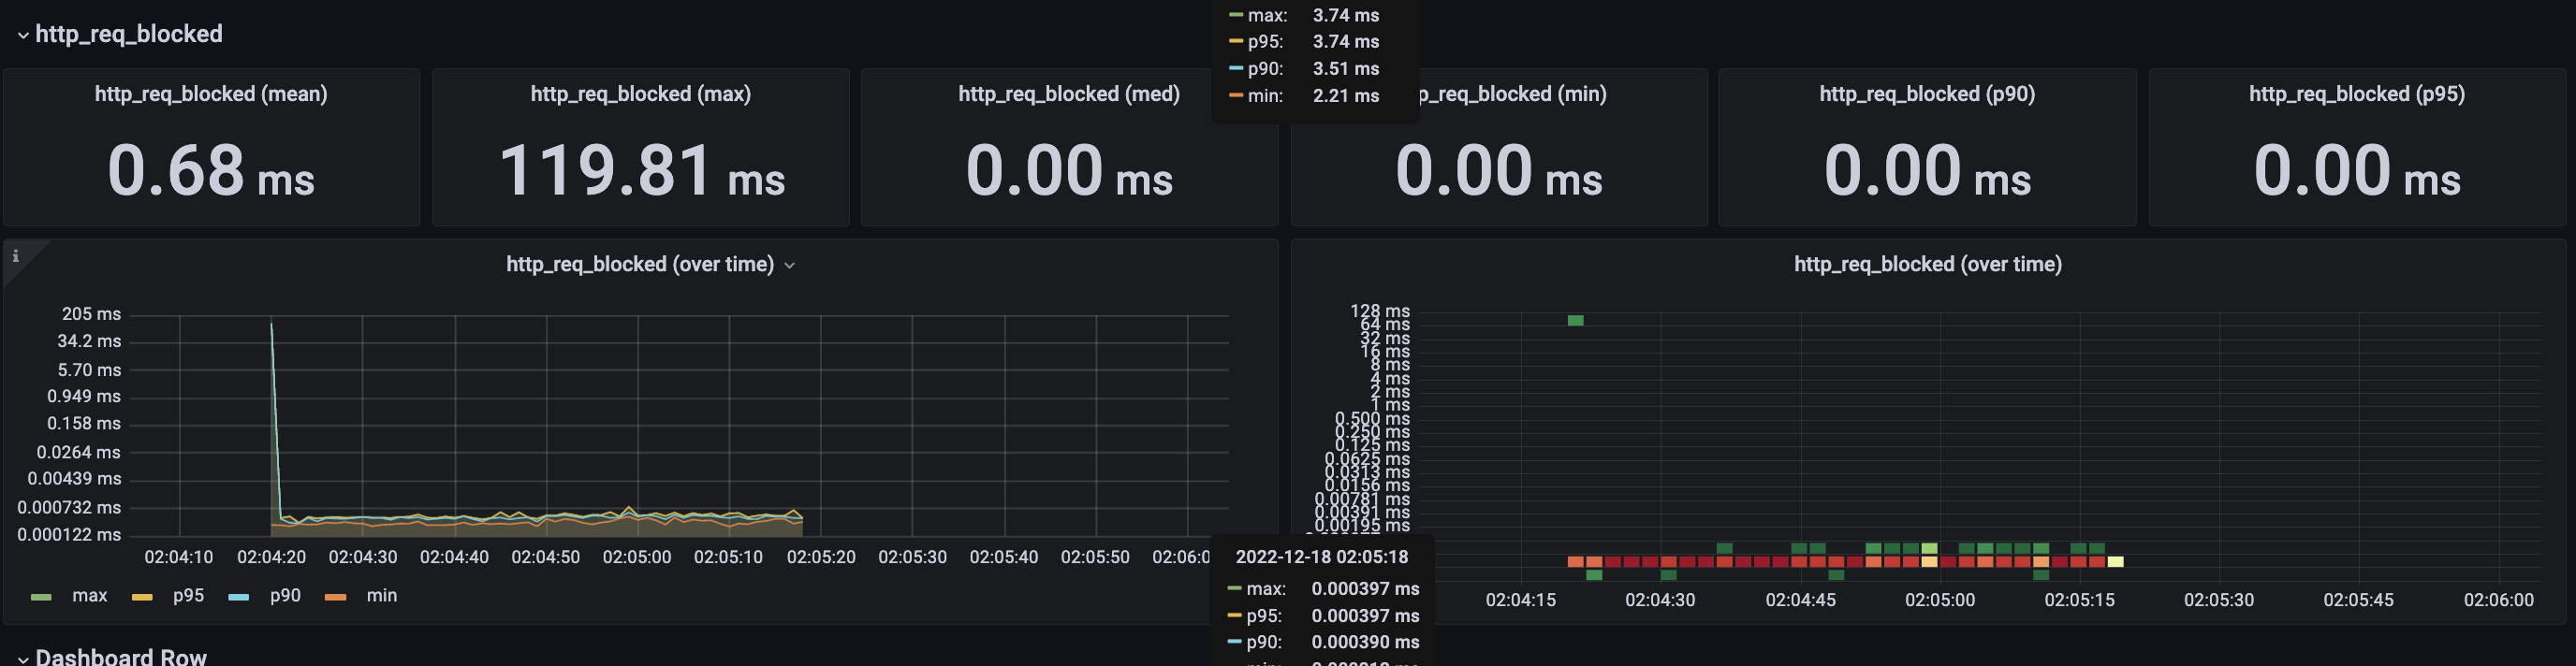 http_req_blocked
max: 3.74 ms
p95: 3.74 ms
p90: 3.51 ms
min: 2.21 ms
http_req_blocked (mean)
0.68 ms
http_req_blocked (max)
119.81 ms
http_req_blocked (med)
0.00 ms
p_req_blocked (min)
0.00 ms
http_req_blocked (p90)
0.00 ms
http_req_blocked (p95)
0.00 ms
i
http_req_blocked (over time)
205 ms
34.2 ms
5.70 ms
0.949 ms
0.158 ms
0.0264 ms
0.00439 ms
0.000732 ms
0.000122 ms
02:04:10 02:04:20 02:04:30 02:04:40 02:04:50 02:05:00 02:05:10 02:05:20 02:05:30 02:05:40 02:05:50 02:06:0
max p95 p90 min
http_req_blocked (over time)
128 ms
64 ms
32 ms
16 ms
8 ms
4 ms
2 ms
1 ms
0.500 ms
0.250 ms
0.125 ms
0.0625 ms
0.0313 ms
0.0156 ms
0.00781 ms
0.00391 ms
0.00195 ms
02:04:15 02:04:30 02:04:45 02:05:00 02:05:15 02:05:30 02:05:45 02:06:00
2022-12-18 02:05:18
max: 0.000397 ms
p95: 0.000397 ms
p90: 0.000390 ms
Dashboard Row